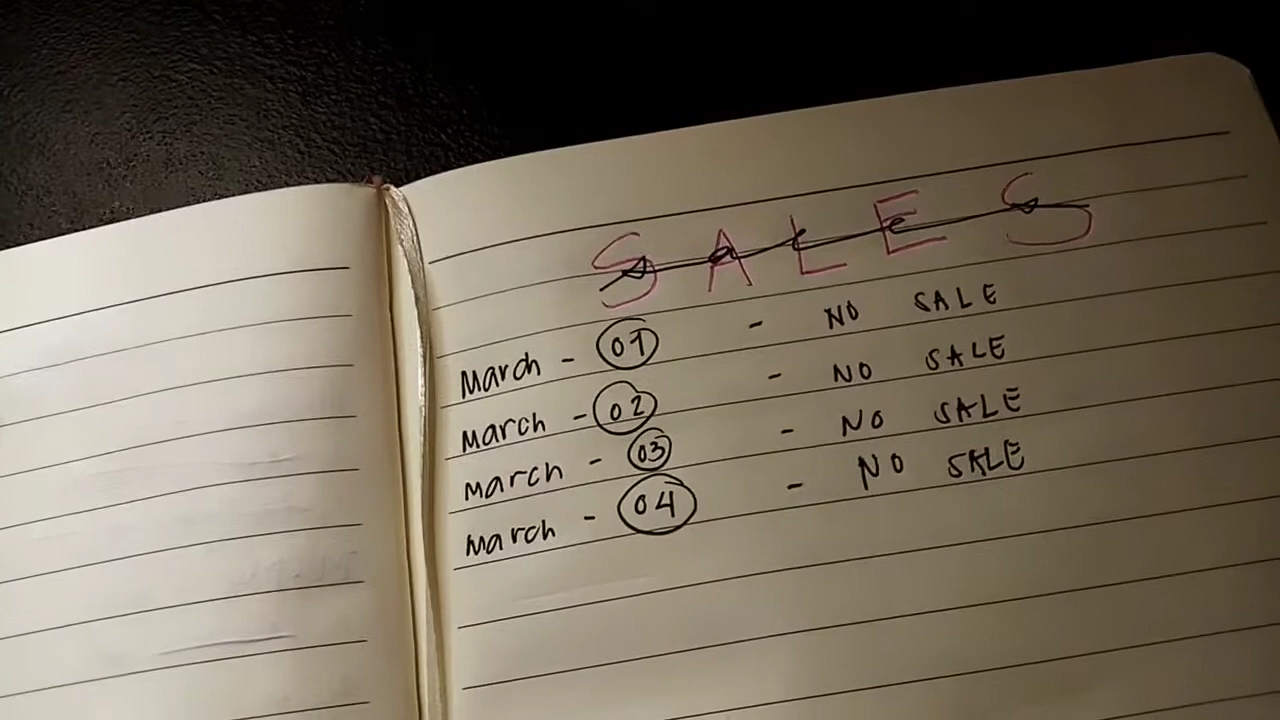 SALES
March - 01 - NO SALE
March - 02 - NO SALE
March - 03 - NO SALE
March - 04 - NO SALE